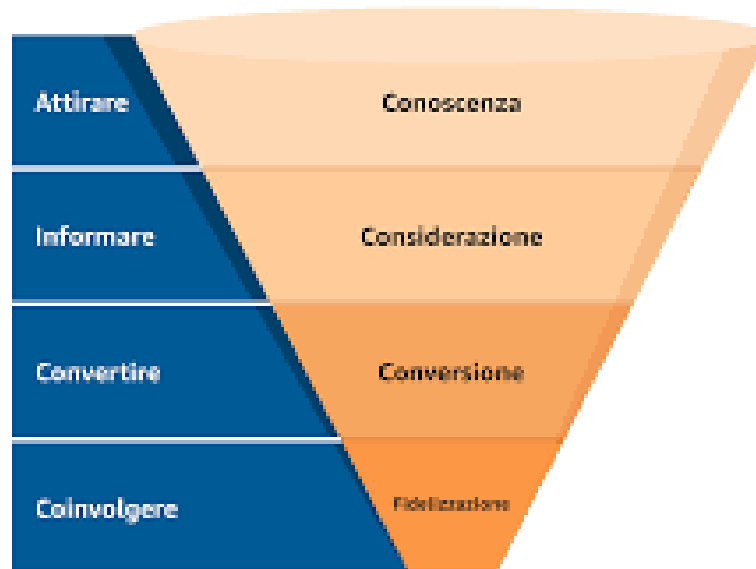 Attirare
Conoscenza
Informare
Considerazione
Convertire
Conversione
Coinvolgere
Fidelizzazione